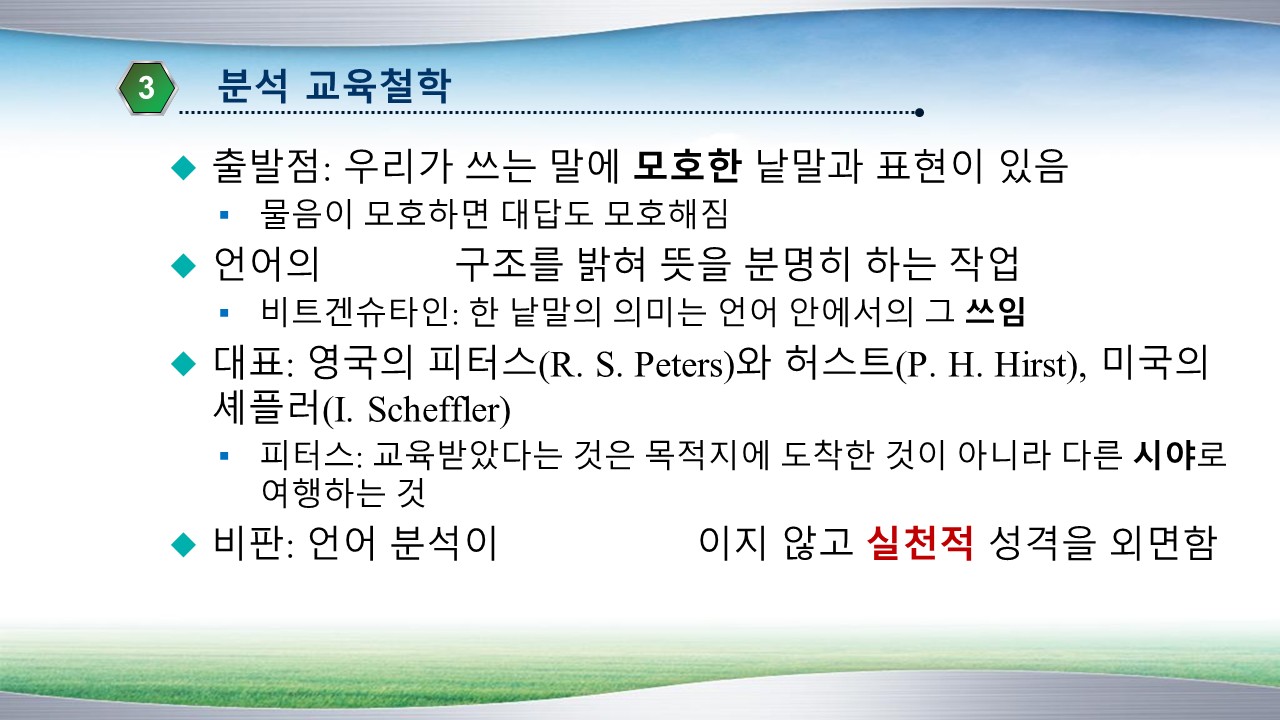 3 분석 교육철학
출발점: 우리가 쓰는 말에 모호한 낱말과 표현이 있음
물음이 모호하면 대답도 모호해짐
언어의 구조를 밝혀 뜻을 분명히 하는 작업
비트겐슈타인: 한 낱말의 의미는 언어 안에서의 그 쓰임
대표: 영국의 피터스(R. S. Peters)와 허스트(P. H. Hirst), 미국의
셰플러(I. Scheffler)
피터스: 교육받았다는 것은 목적지에 도착한 것이 아니라 다른 시야로
여행하는 것
비판: 언어 분석이 이지 않고 실천적 성격을 외면함